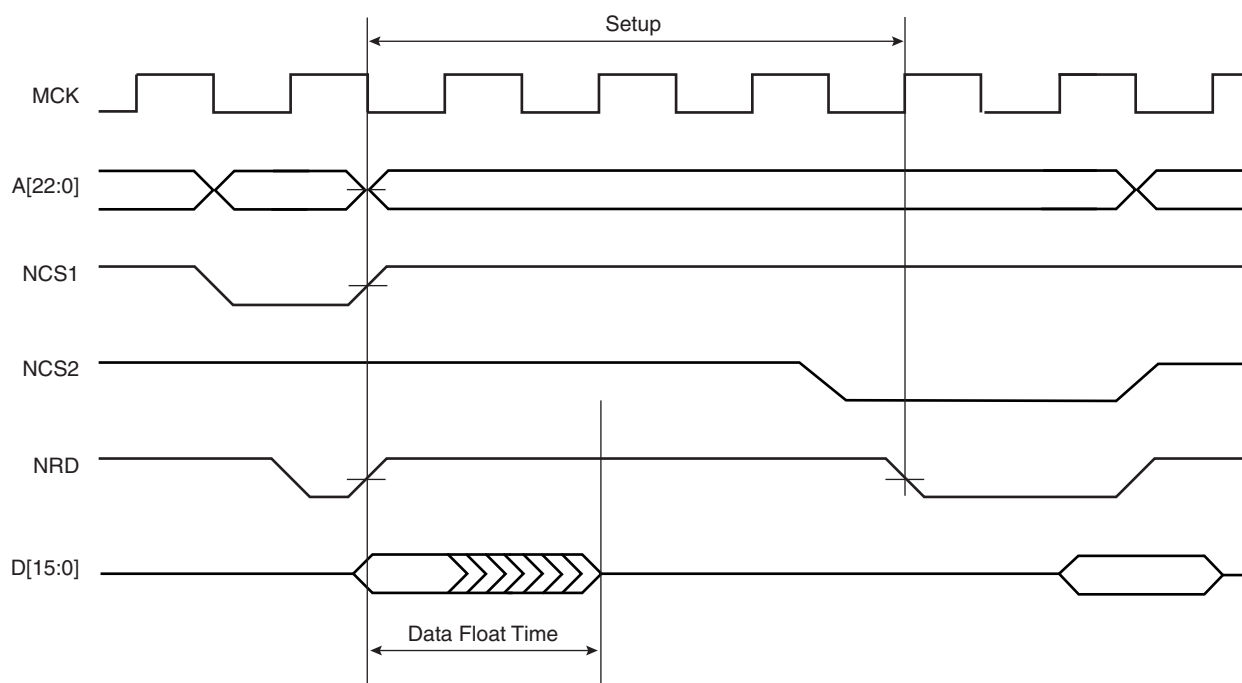 Setup
MCK
A[22:0]
NCS1
NCS2
NRD
D[15:0]
Data Float Time